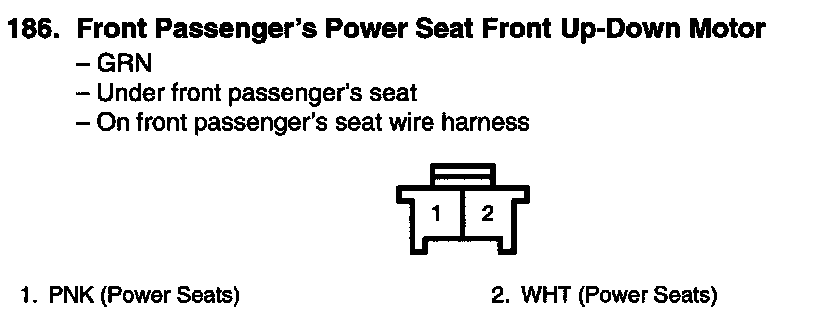 186. Front Passenger's Power Seat Front Up-Down Motor
– GRN
– Under front passenger's seat
– On front passenger's seat wire harness
1 2
1. PNK (Power Seats) 2. WHT (Power Seats)